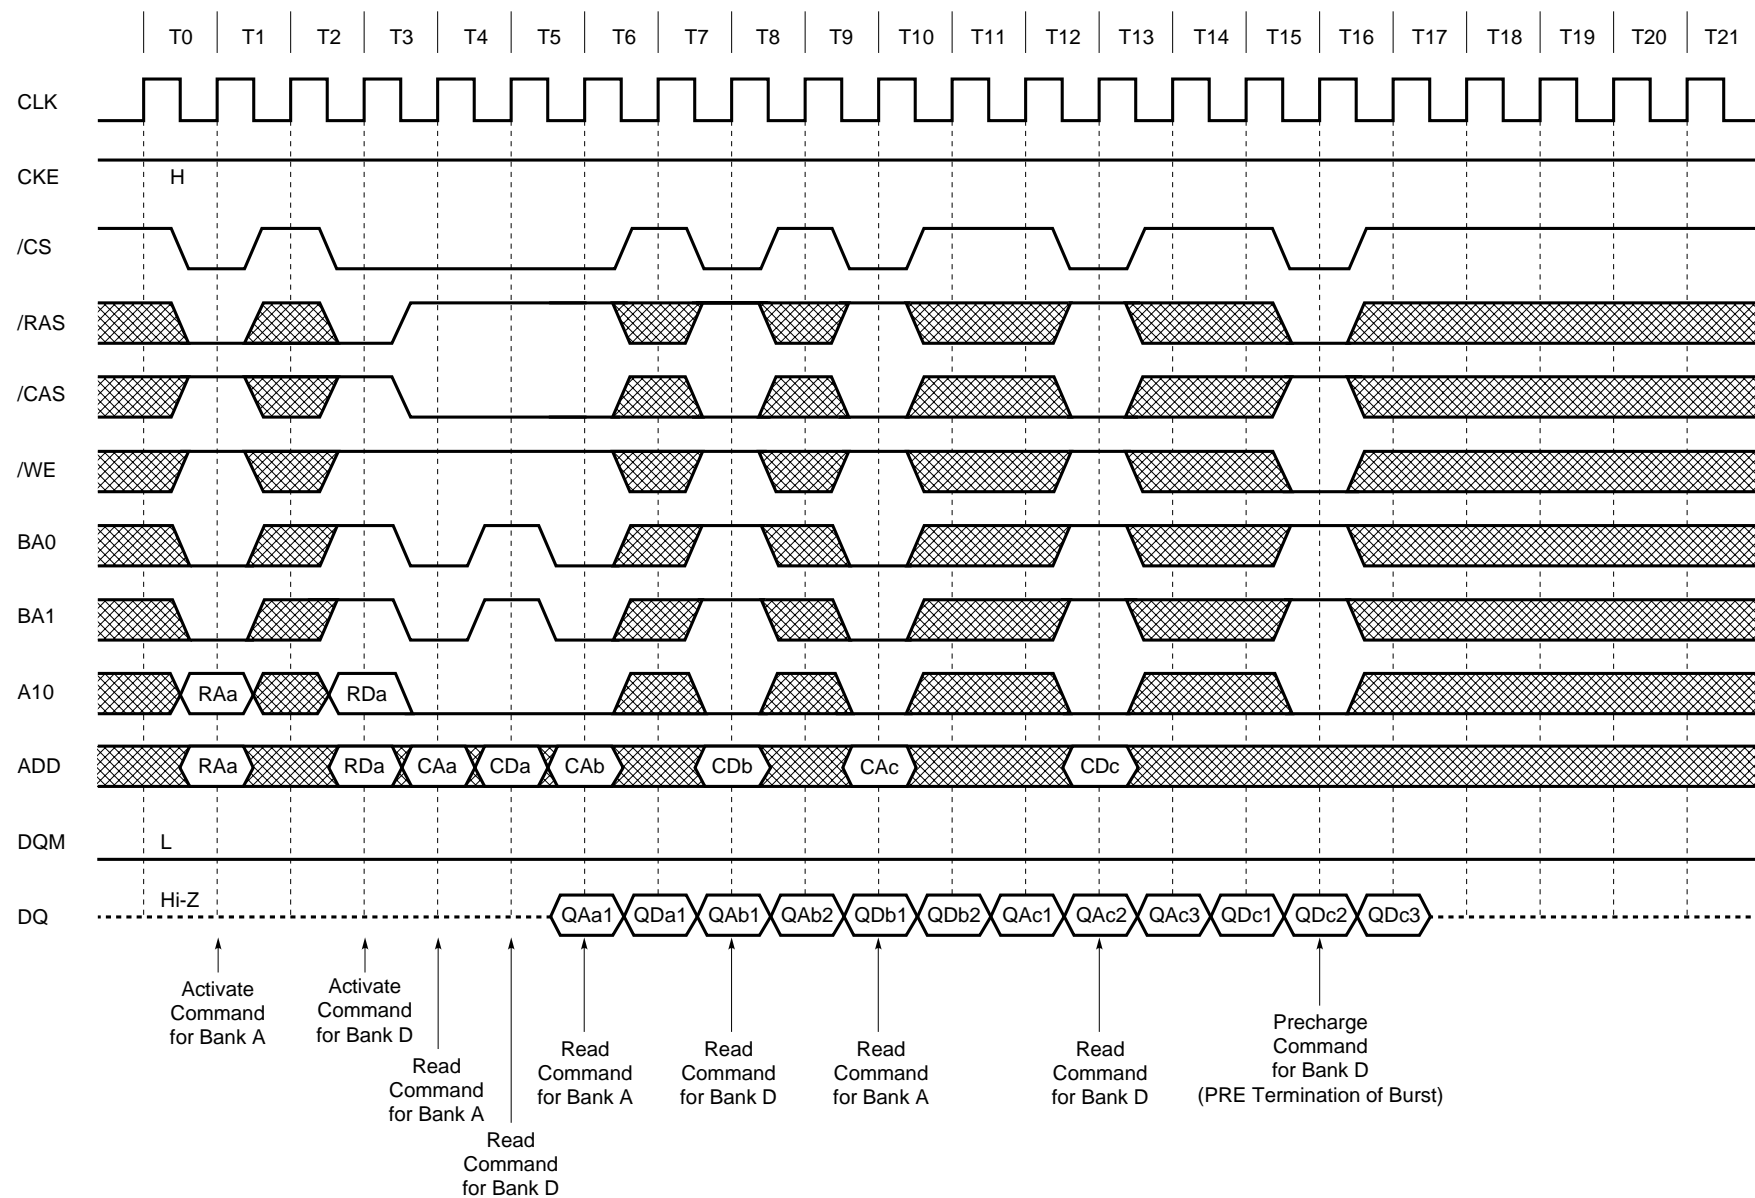 T0 T1 T2 T3 T4 T5 T6 T7 T8 T9 T10 T11 T12 T13 T14 T15 T16 T17 T18 T19 T20 T21
CLK
CKE H
/CS
/RAS
/CAS
/WE
BA0
BA1
A10 RAa RDa
ADD RAa RDa CAa CDa CAb CDb CAc CDc
DQM L
DQ Hi-Z QAa1 QDa1 QAb1 QAb2 QDb1 QDb2 QAc1 QAc2 QAc3 QDc1 QDc2 QDc3
Activate
Command
for Bank A
Activate
Command
for Bank D
Read
Command
for Bank A
Read
Command
for Bank D
Read
Command
for Bank A
Read
Command
for Bank D
Read
Command
for Bank A
Read
Command
for Bank D
Precharge
Command
for Bank D
(PRE Termination of Burst)